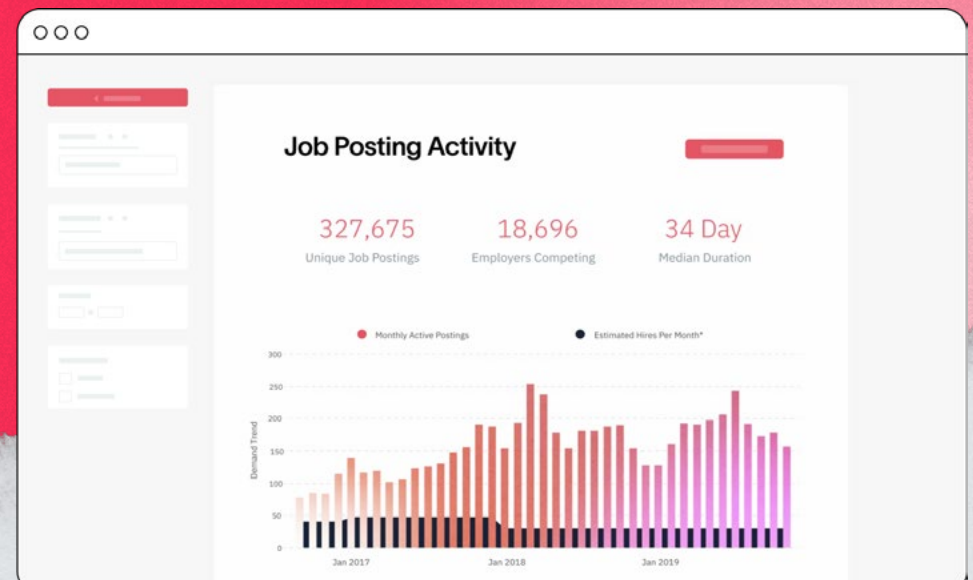 Job Posting Activity
327,675
Unique Job Postings
18,696
Employers Competing
34 Day
Median Duration
Monthly Active Postings
Estimated Hires Per Month*
Demand Trend
300
250
200
150
100
50
0
Jan 2017
Jan 2018
Jan 2019